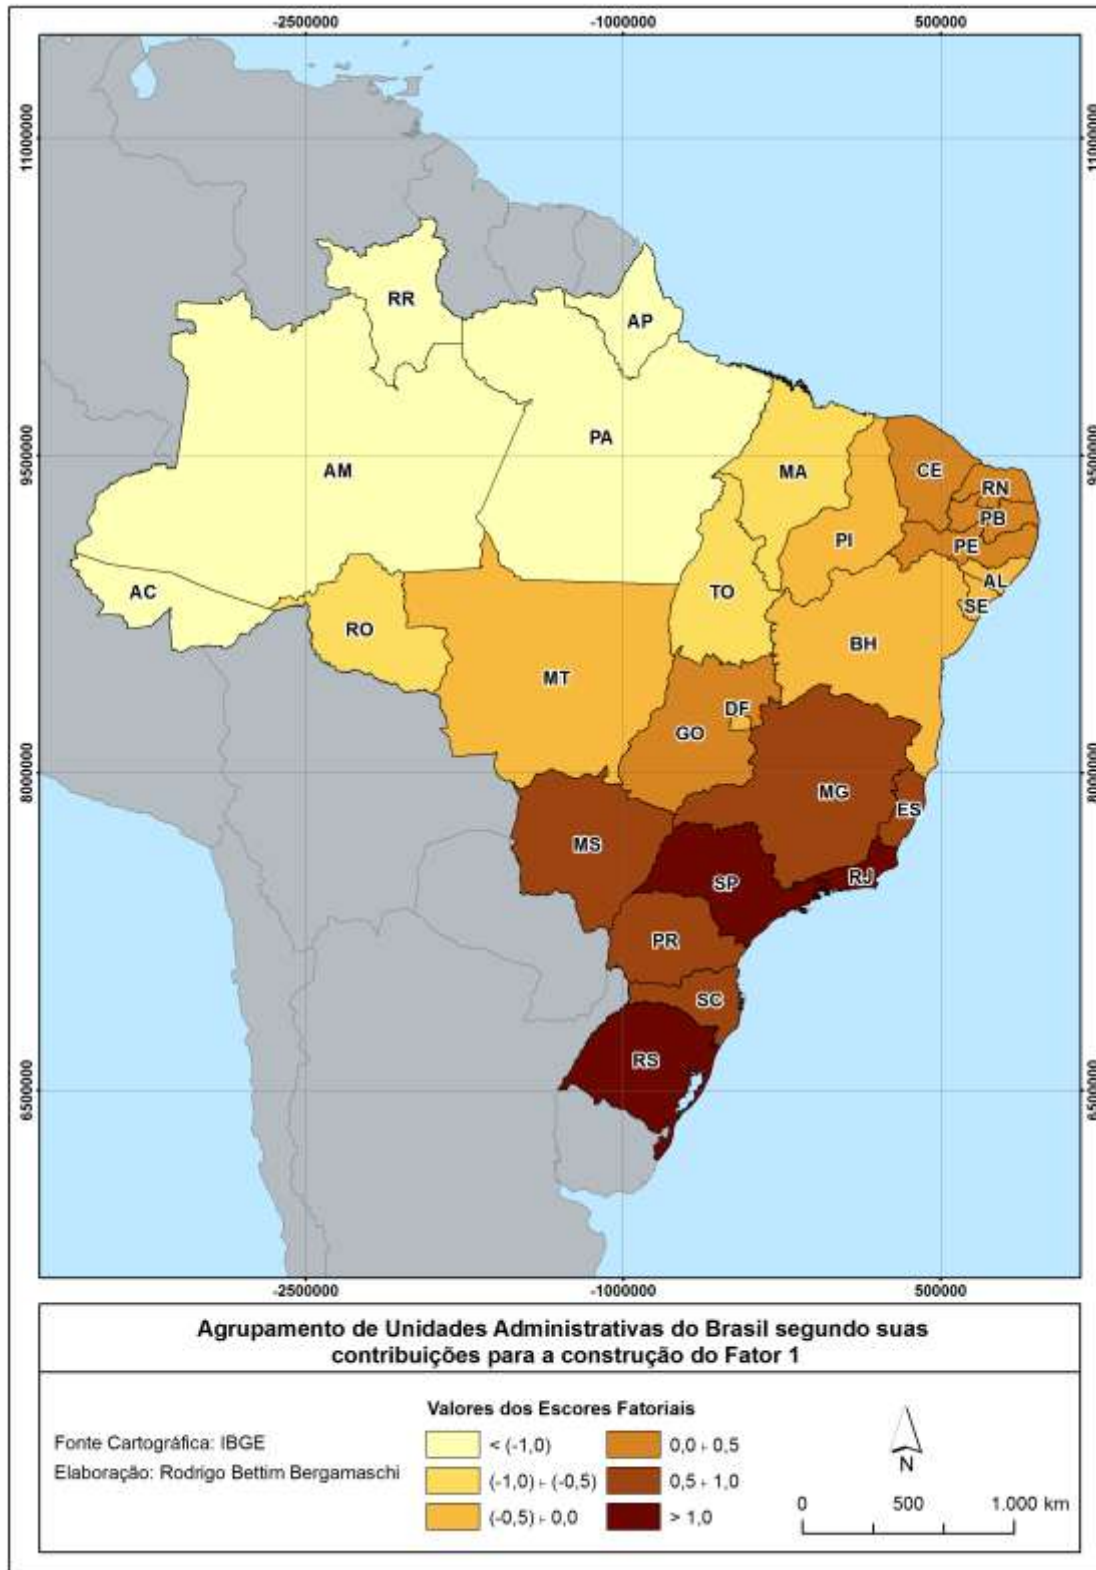 -2500000 -1000000 500000
11000000 11000000
RR
AP
PA
9500000 9500000
AM
MA
CE
RN
PB
PI
PE
AL
AC
TO
SE
RO
BH
MT
DF
GO
8000000 8000000
MG
ES
MS
SP
RJ
PR
SC
RS
6500000 6500000
-2500000 -1000000 500000
Agrupamento de Unidades Administrativas do Brasil segundo suas
contribuições para a construção do Fator 1
Valores dos Escores Fatoriais
Fonte Cartográfica: IBGE
Elaboração: Rodrigo Bettim Bergamaschi
< (-1,0)
(-1,0) ⊦ (-0,5)
(-0,5) ⊦ 0,0
0,0 ⊦ 0,5
0,5 ⊦ 1,0
> 1,0
N
0 500 1.000 km